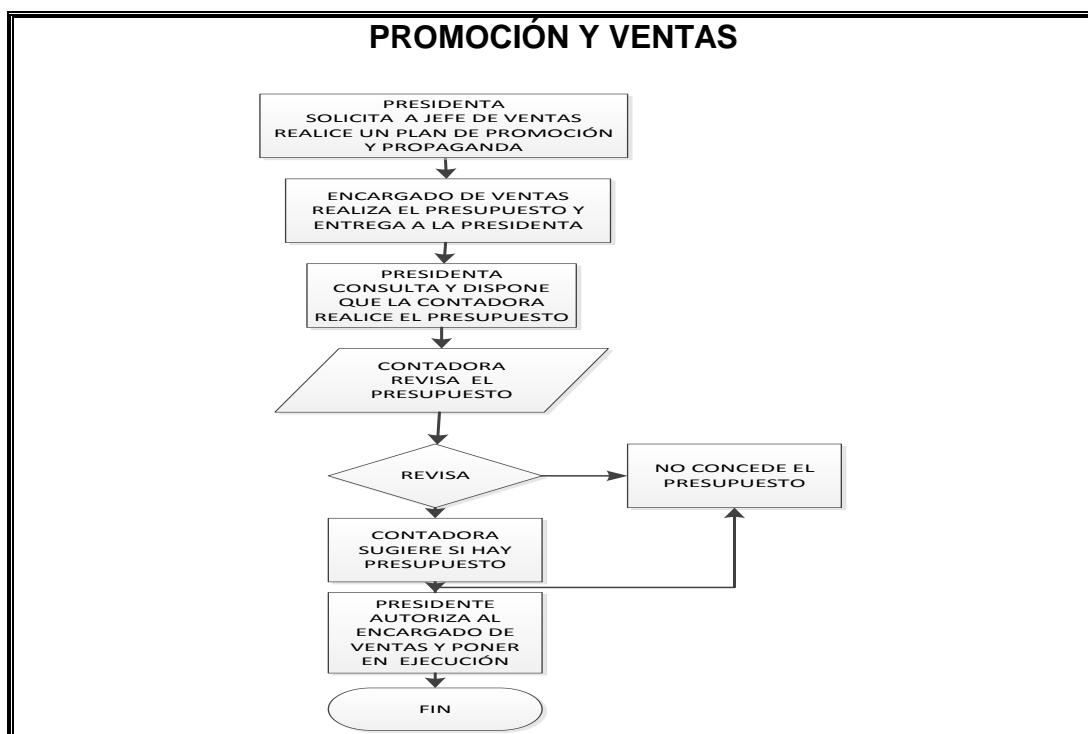 PROMOCIÓN Y VENTAS
PRESIDENTA
SOLICITA A JEFE DE VENTAS
REALICE UN PLAN DE PROMOCIÓN
Y PROPAGANDA
ENCARGADO DE VENTAS
REALIZA EL PRESUPUESTO Y
ENTREGA A LA PRESIDENTA
PRESIDENTA
CONSULTA Y DISPONE
QUE LA CONTADORA
REALICE EL PRESUPUESTO
CONTADORA
REVISA EL
PRESUPUESTO
REVISA
NO CONCEDE EL
PRESUPUESTO
CONTADORA
SUGIERE SI HAY
PRESUPUESTO
PRESIDENTE
AUTORIZA AL
ENCARGADO DE
VENTAS Y PONER
EN EJECUCIÓN
FIN